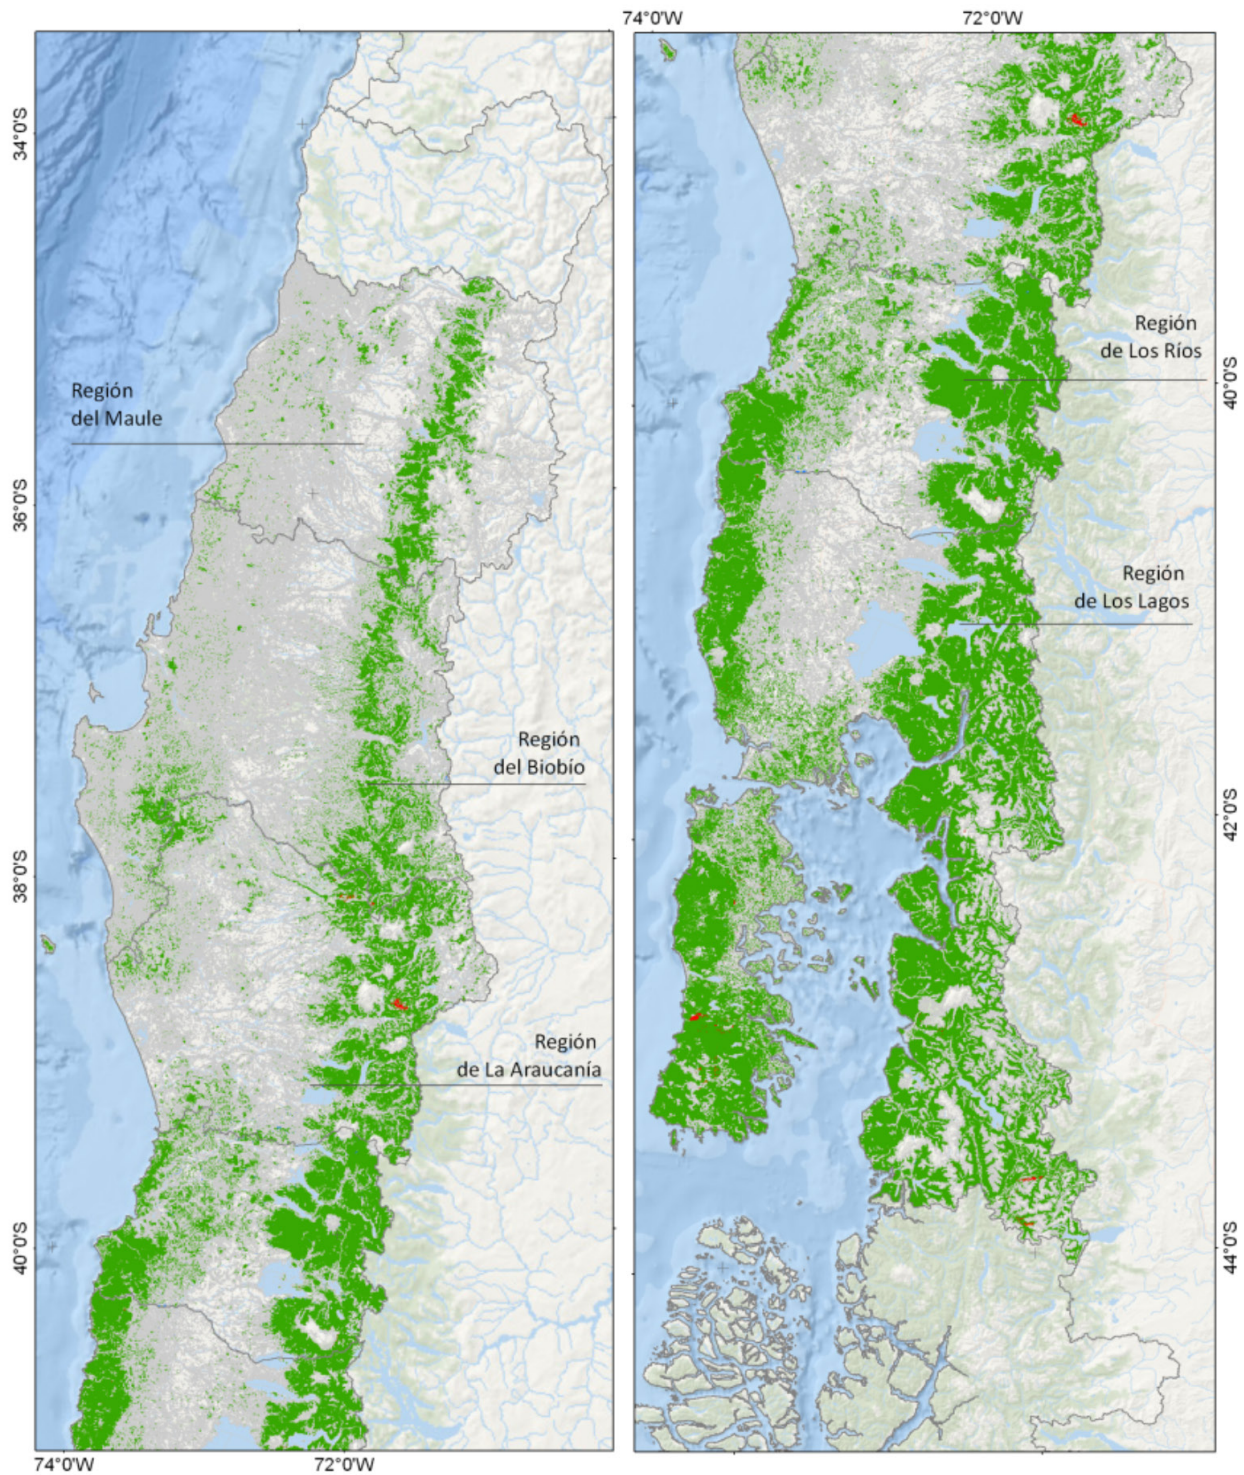 74°0'W
72°0'W
34°0'S
Región
del Maule
36°0'S
Región
del Biobío
38°0'S
Región
de La Araucanía
40°0'S
74°0'W
72°0'W
Región
de Los Ríos
40°0'S
Región
de Los Lagos
42°0'S
44°0'S